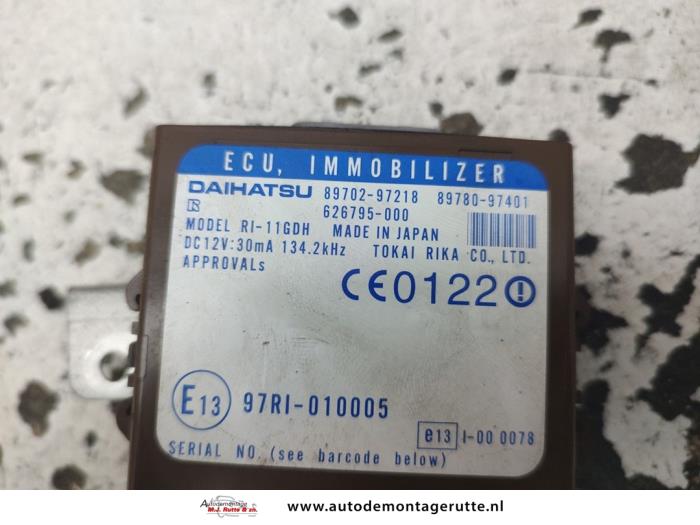 ECU, IMMOBILIZER
DAIHATSU 89702-97218 89780-97401
R 626795-000
MODEL RI-11GDH MADE IN JAPAN
DC12V:30mA 134.2kHz TOKAI RIKA CO., LTD.
APPROVALs
CE0122
E13 97RI-010005
e13 I-00 0078
SERIAL NO. (see barcode below)
Autodemontage
M.J. Rutte & zn.
www.autodemontagerutte.nl